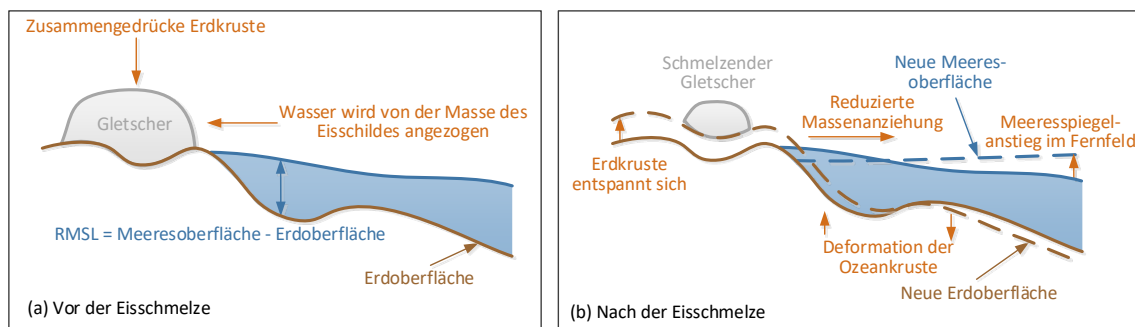 Zusammengedrücke Erdkruste
Gletscher
Wasser wird von der Masse des
Eisschildes angezogen
RMSL = Meeresoberfläche - Erdoberfläche
Erdoberfläche
(a) Vor der Eisschmelze
Schmelzender
Gletscher
Neue Meeres-
oberfläche
Reduzierte
Massenanziehung
Meeresspiegel-
anstieg im Fernfeld
Erdkruste
entspannt sich
Deformation der
Ozeankruste
Neue Erdoberfläche
(b) Nach der Eisschmelze